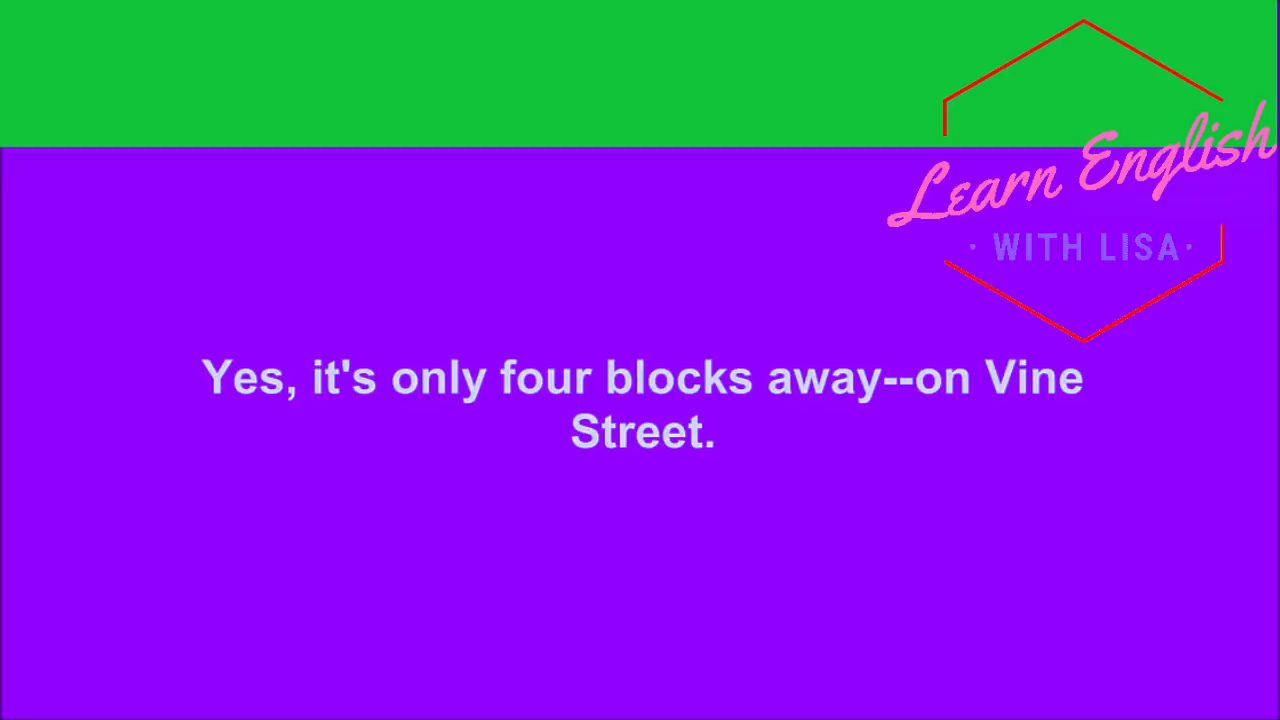 Learn English
· WITH LISA·
Yes, it's only four blocks away--on Vine
Street.